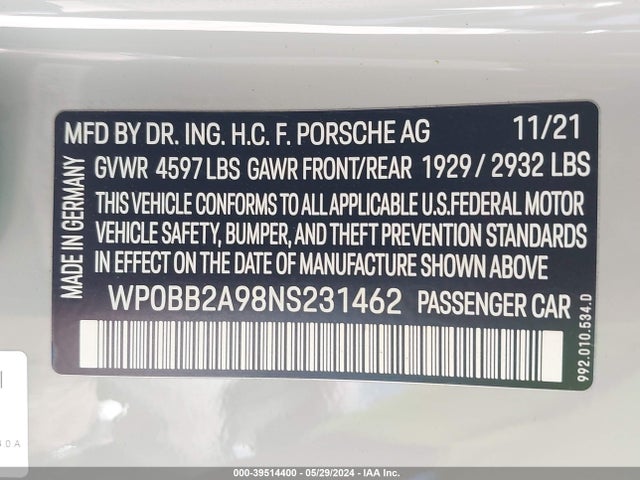 MFD BY DR. ING. H.C. F. PORSCHE AG 11/21
GVWR 4597 LBS GAWR FRONT/REAR 1929 / 2932 LBS
THIS VEHICLE CONFORMS TO ALL APPLICABLE U.S.FEDERAL MOTOR
VEHICLE SAFETY, BUMPER, AND THEFT PREVENTION STANDARDS
IN EFFECT ON THE DATE OF MANUFACTURE SHOWN ABOVE
WP0BB2A98NS231462 PASSENGER CAR
MADE IN GERMANY
992.010.534.D
000-39514400 - 05/29/2024 - IAA Inc.